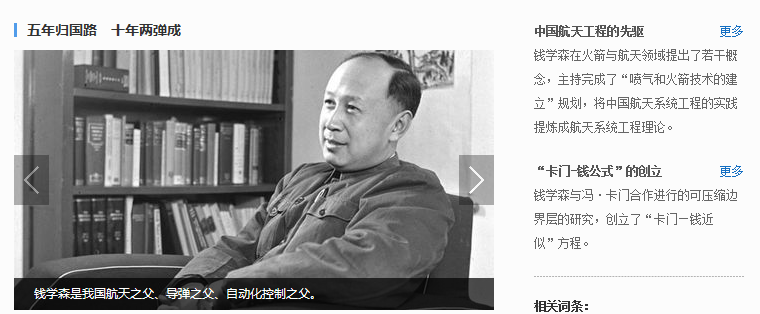 五年归国路 十年两弹成
钱学森是我国航天之父、导弹之父、自动化控制之父。
中国航天工程的先驱 更多
钱学森在火箭与航天领域提出了若干概
念，主持完成了“喷气和火箭技术的建
立”规划，将中国航天系统工程的实践
提炼成航天系统工程理论。
“卡门-钱公式”的创立 更多
钱学森与冯·卡门合作进行的可压缩边
界层的研究，创立了“卡门—钱近
似”方程。
相关词条：